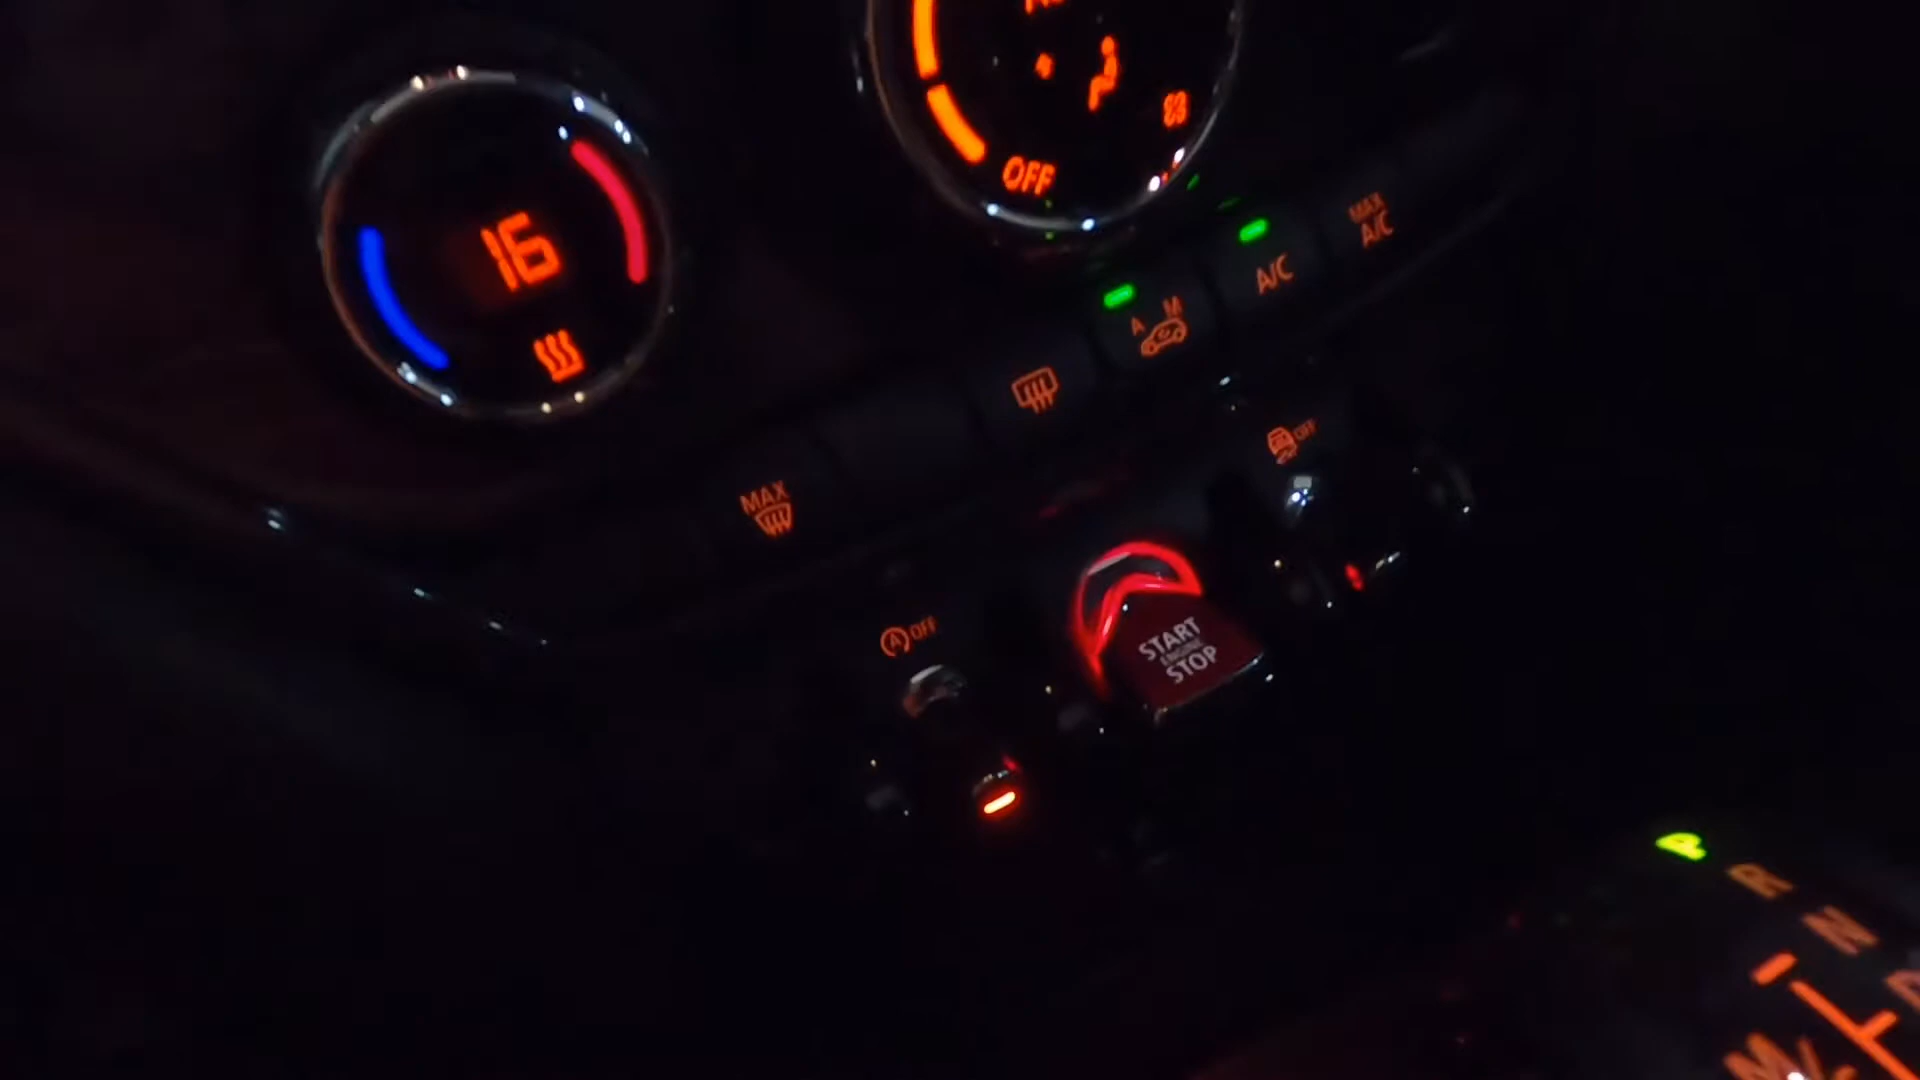 16
OFF
MAX
A/C
A/C
A M
OFF
MAX
A OFF
START
ENGINE
STOP
P
R
N